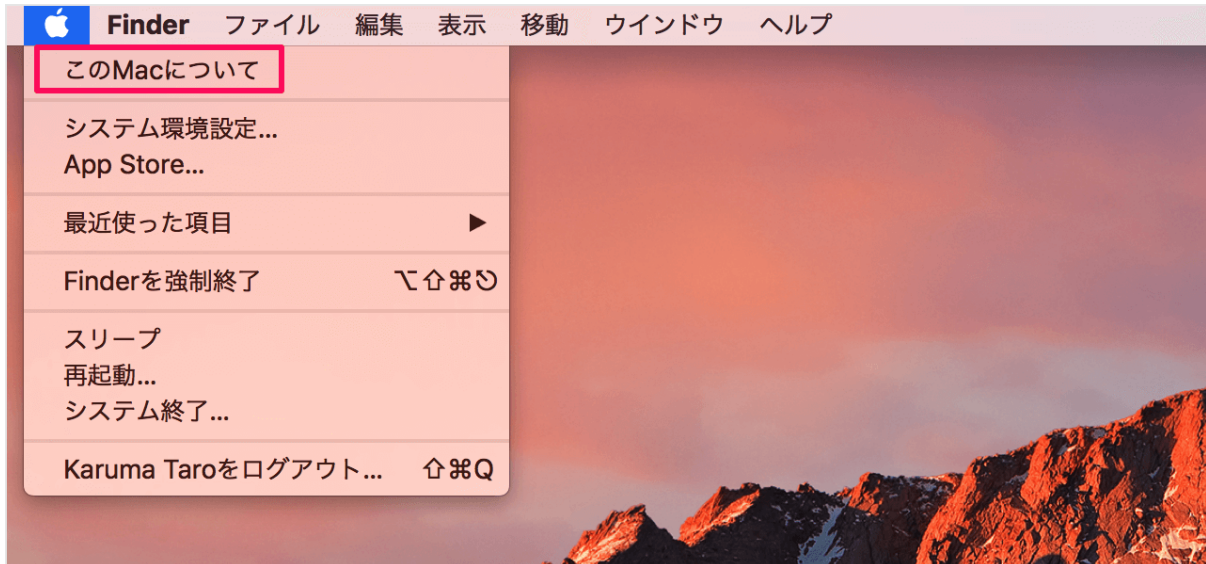 Finder ファイル 編集 表示 移動 ウインドウ ヘルプ
このMacについて
システム環境設定...
App Store...
最近使った項目 ▶
Finderを強制終了 ⌥⇧⌘⎋
スリープ
再起動...
システム終了...
Karuma Taroをログアウト... ⇧⌘Q